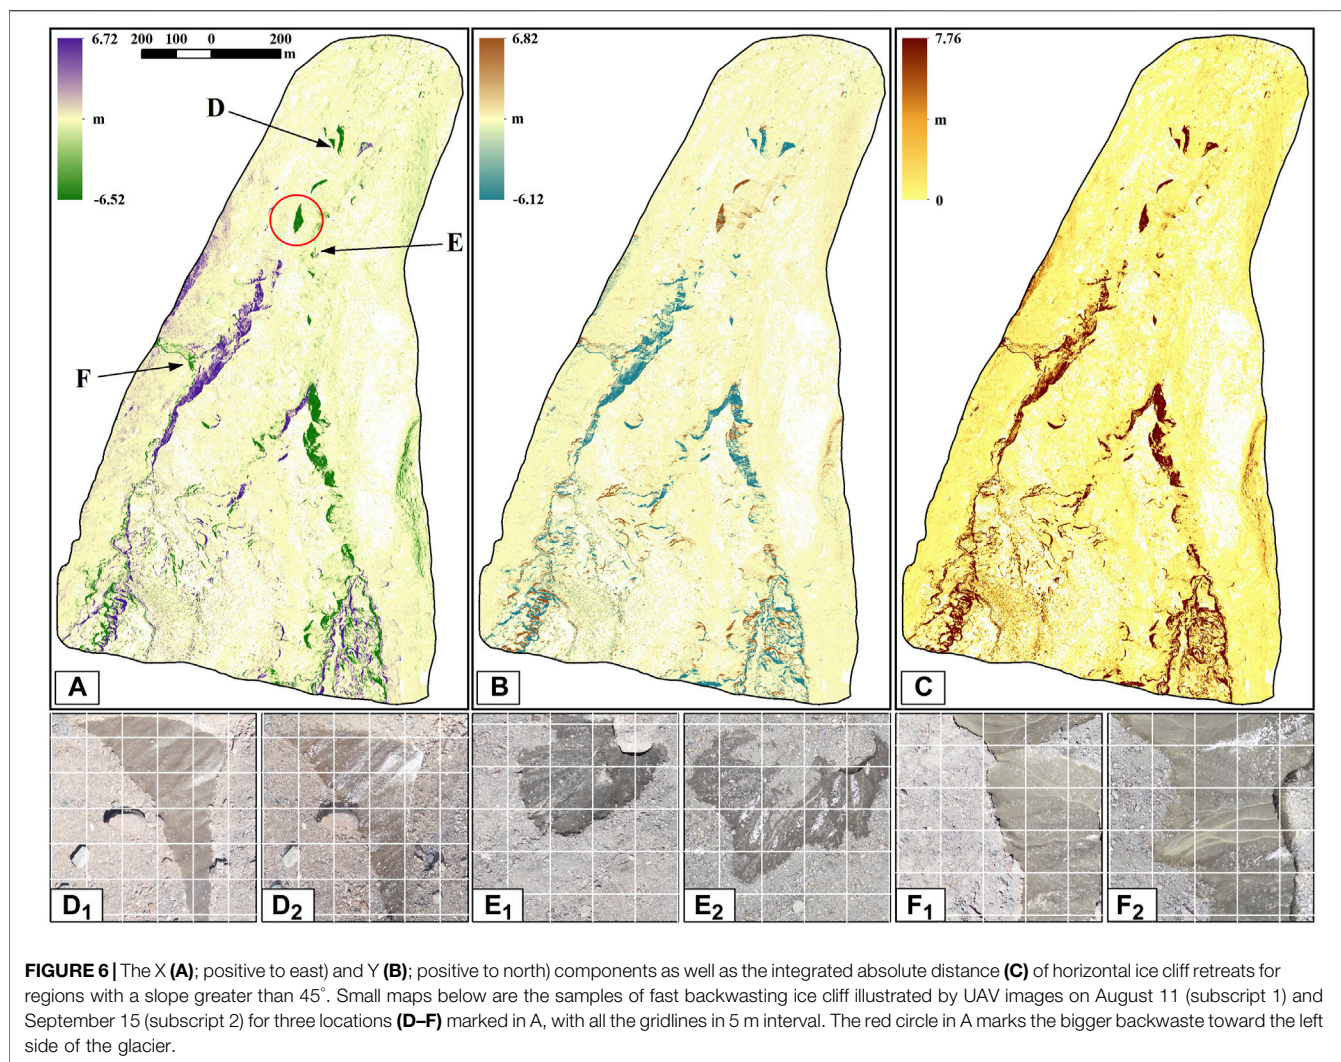 6.72
m
-6.52
200 100 0 200
m
D
E
F
A
6.82
m
-6.12
B
7.76
m
0
C
D1
D2
E1
E2
F1
F2
FIGURE 6 | The X (A); positive to east) and Y (B); positive to north) components as well as the integrated absolute distance (C) of horizontal ice cliff retreats for
regions with a slope greater than 45°. Small maps below are the samples of fast backwasting ice cliff illustrated by UAV images on August 11 (subscript 1) and
September 15 (subscript 2) for three locations (D–F) marked in A, with all the gridlines in 5 m interval. The red circle in A marks the bigger backwaste toward the left
side of the glacier.